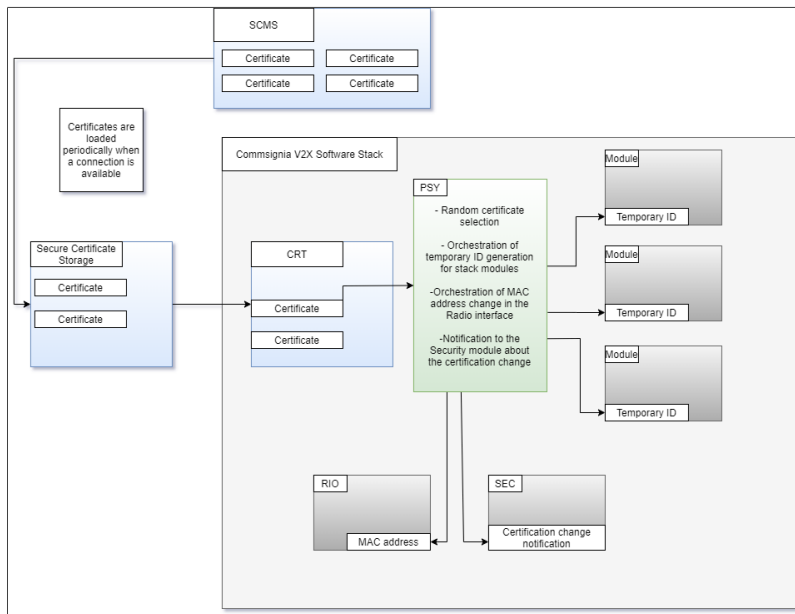 SCMS
Certificate
Certificate
Certificate
Certificate
Certificates are
loaded
periodically when
a connection is
available
Commsignia V2X Software Stack
Secure Certificate
Storage
Certificate
Certificate
CRT
Certificate
Certificate
PSY
- Random certificate
selection
- Orchestration of
temporary ID generation
for stack modules
-Orchestration of MAC
address change in the
Radio interface
-Notification to the
Security module about
the certification change
Module
Temporary ID
Module
Temporary ID
Module
Temporary ID
RIO
MAC address
SEC
Certification change
notification